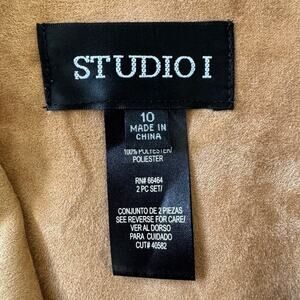 STUDIO I
10
MADE IN
CHINA
100% POLYESTER/
POLIESTER
RN# 66464
2 PC SET/
CONJUNTO DE 2 PIEZAS
SEE REVERSE FOR CARE/
VER AL DORSO
PARA CUIDADO
CUT# 40582